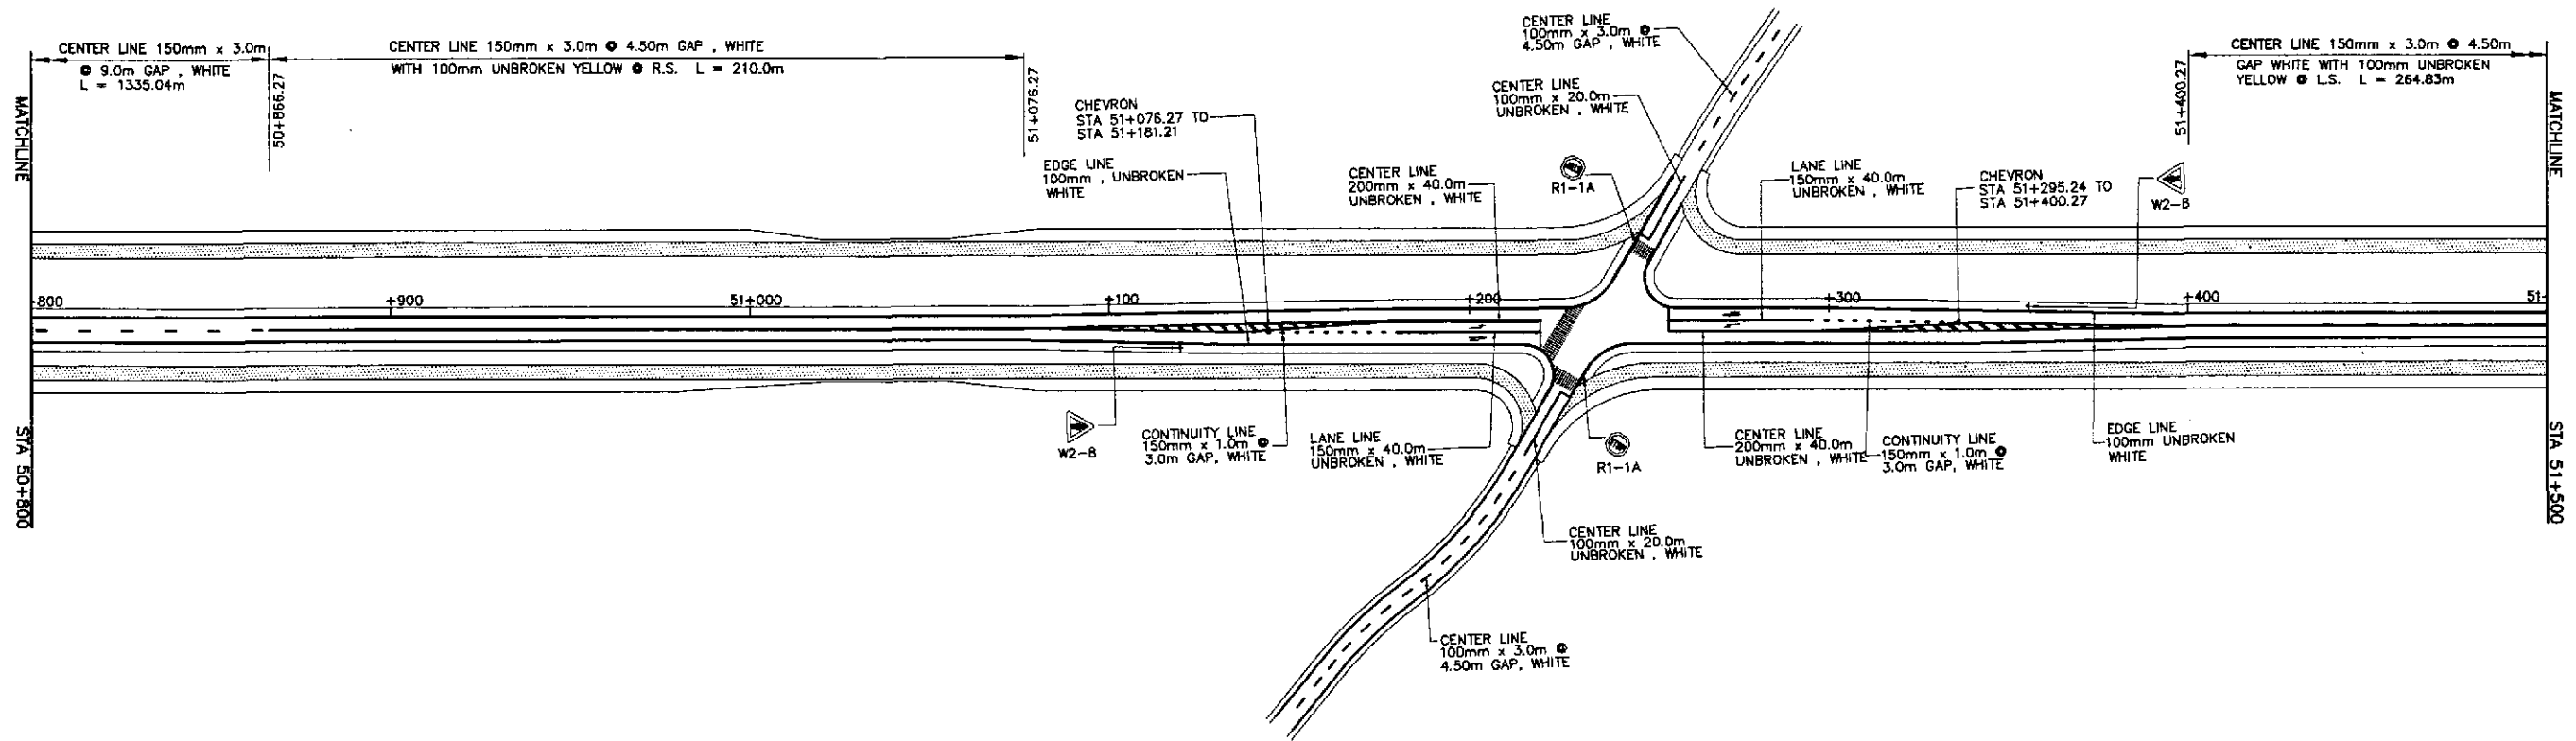 CENTER LINE 150mm x 3.0m
@ 9.0m GAP , WHITE
L = 1335.04m
50+866.27
CENTER LINE 150mm x 3.0m @ 4.50m GAP , WHITE
WITH 100mm UNBROKEN YELLOW @ R.S. L = 210.0m
51+076.27
CHEVRON
STA 51+076.27 TO
STA 51+181.21
EDGE LINE
100mm , UNBROKEN
WHITE
CENTER LINE
200mm x 40.0m
UNBROKEN , WHITE
CENTER LINE
100mm x 3.0m @
4.50m GAP , WHITE
CENTER LINE
100mm x 20.0m
UNBROKEN , WHITE
R1-1A
LANE LINE
150mm x 40.0m
UNBROKEN , WHITE
CHEVRON
STA 51+295.24 TO
STA 51+400.27
W2-B
51+400.27
CENTER LINE 150mm x 3.0m @ 4.50m
GAP WHITE WITH 100mm UNBROKEN
YELLOW @ L.S. L = 264.83m
MATCHLINE
STA 50+800
MATCHLINE
STA 51+500
+800
+900
51+000
+100
+200
+300
+400
51-
W2-B
CONTINUITY LINE
150mm x 1.0m @
3.0m GAP, WHITE
LANE LINE
150mm x 40.0m
UNBROKEN , WHITE
R1-1A
CENTER LINE
200mm x 40.0m
UNBROKEN , WHITE
CONTINUITY LINE
150mm x 1.0m @
3.0m GAP, WHITE
EDGE LINE
100mm UNBROKEN
WHITE
CENTER LINE
100mm x 20.0m
UNBROKEN , WHITE
CENTER LINE
100mm x 3.0m @
4.50m GAP, WHITE